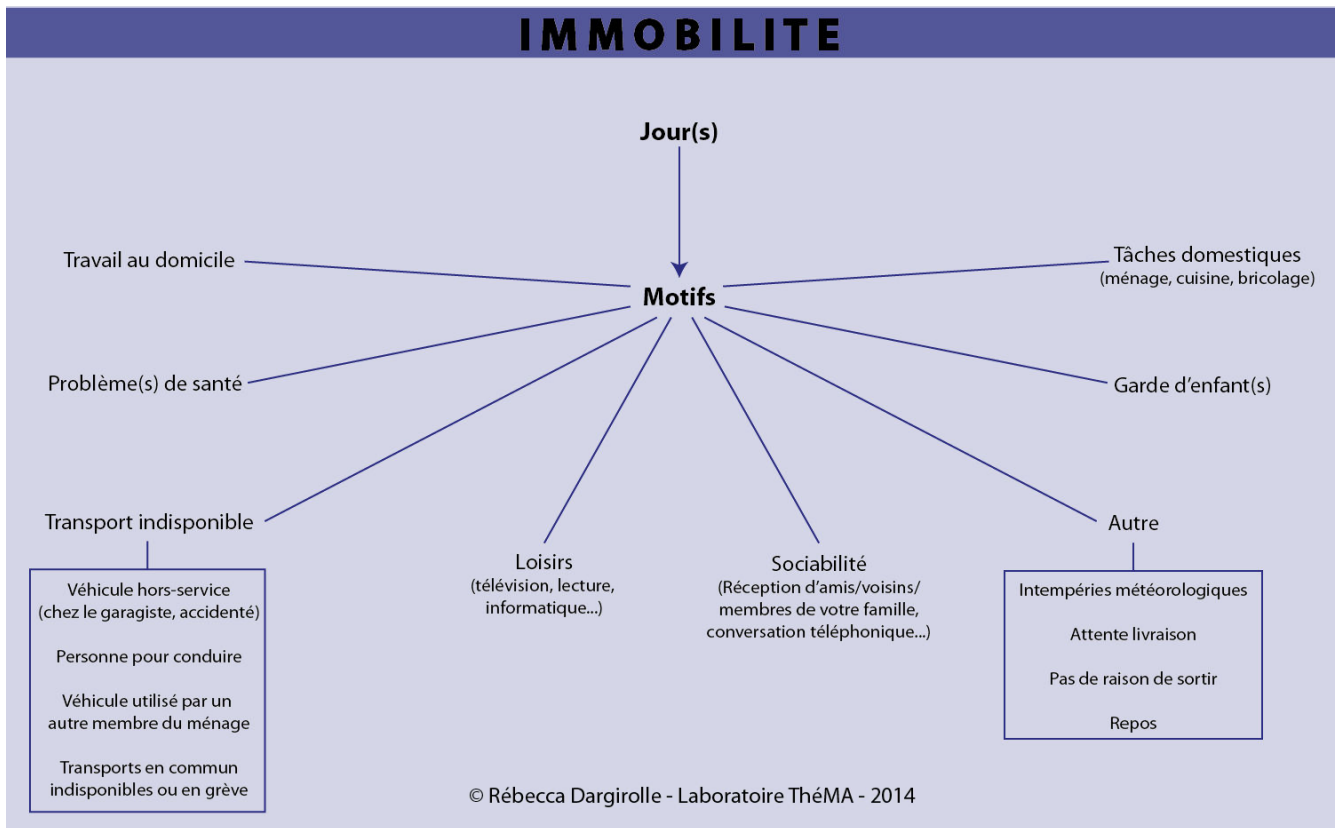 IMMOBILITE
Jour(s)
Travail au domicile
Motifs
Tâches domestiques
(ménage, cuisine, bricolage)
Problème(s) de santé
Garde d'enfant(s)
Transport indisponible
Véhicule hors-service
(chez le garagiste, accidenté)
Personne pour conduire
Véhicule utilisé par un
autre membre du ménage
Transports en commun
indisponibles ou en grève
Loisirs
(télévision, lecture,
informatique...)
Sociabilité
(Réception d'amis/voisins/
membres de votre famille,
conversation téléphonique...)
Autre
Intempéries météorologiques
Attente livraison
Pas de raison de sortir
Repos
© Rébecca Dargirolle - Laboratoire ThéMA - 2014